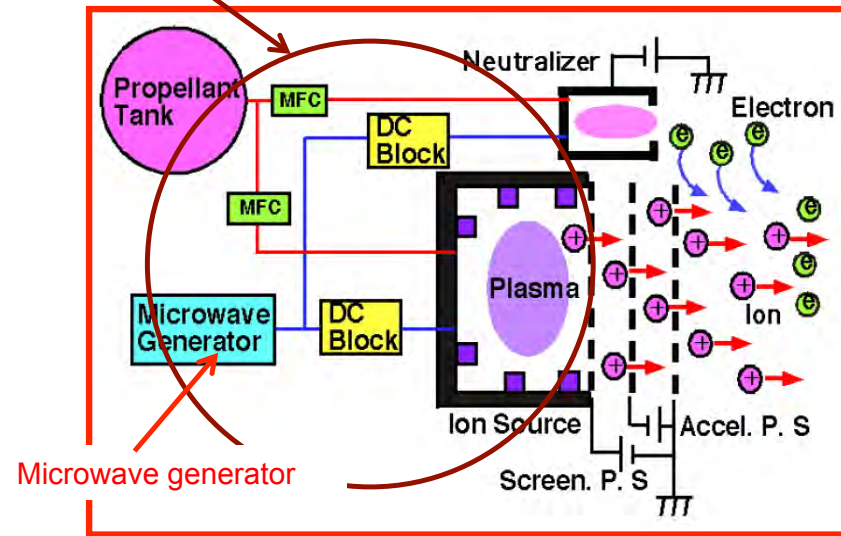 Neutralizer
Propellant
Tank
MFC
Electron
DC
Block
e
e
e
MFC
+
e
+
+
+
+
Plasma
+
e
+
Ion
e
Microwave
Generator
DC
Block
+
+
+
+
Ion Source
Accel. P. S
Microwave generator
Screen. P. S